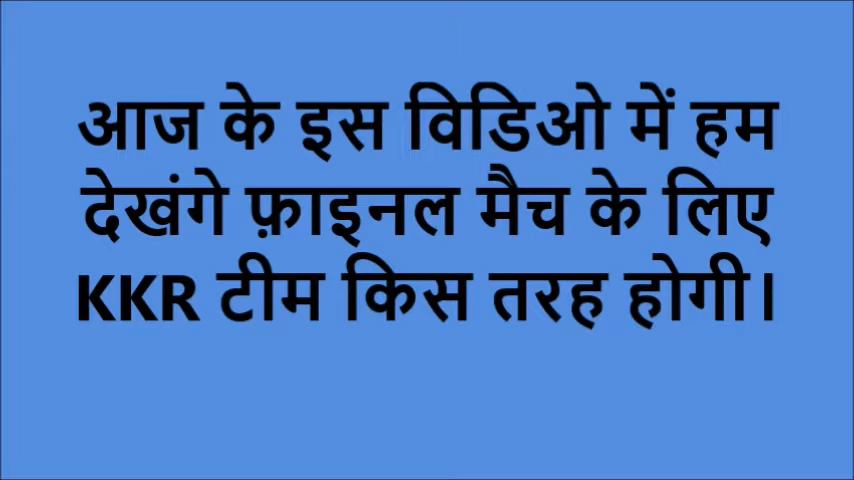 आज के इस विडिओ में हम
देखंगे फ़ाइनल मैच के लिए
KKR टीम किस तरह होगी।